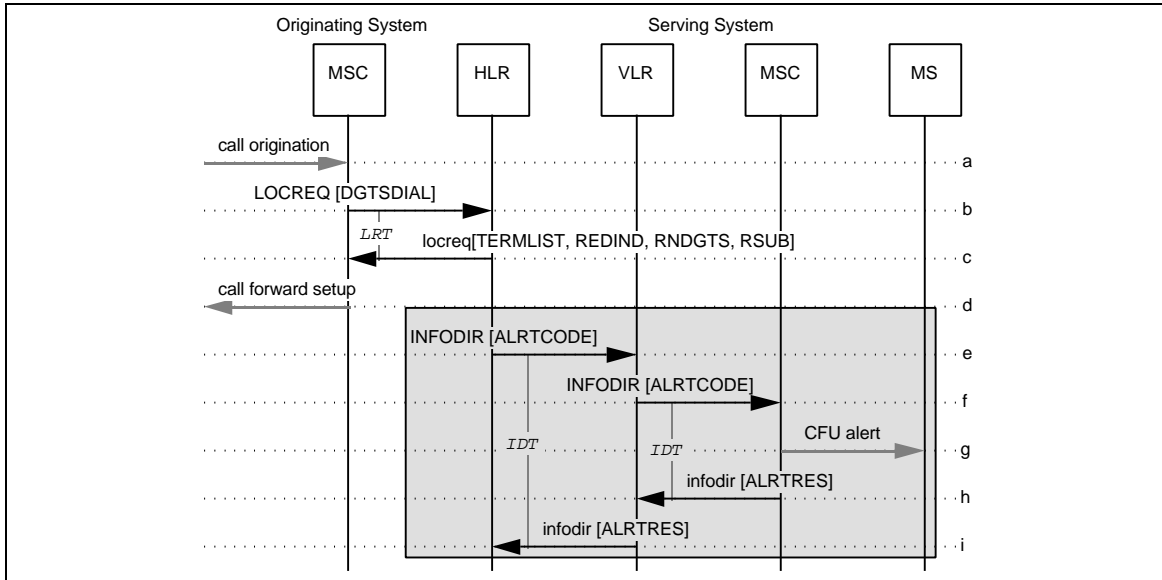 Originating System Serving System
MSC HLR VLR MSC MS
call origination
a
LOCREQ [DGTSDIAL]
b
LRT
locreq[TERMLIST, REDIND, RNDGTS, RSUB]
c
call forward setup
d
INFODIR [ALRTCODE]
e
INFODIR [ALRTCODE]
f
CFU alert
IDT IDT
g
infodir [ALRTRES]
h
infodir [ALRTRES]
i